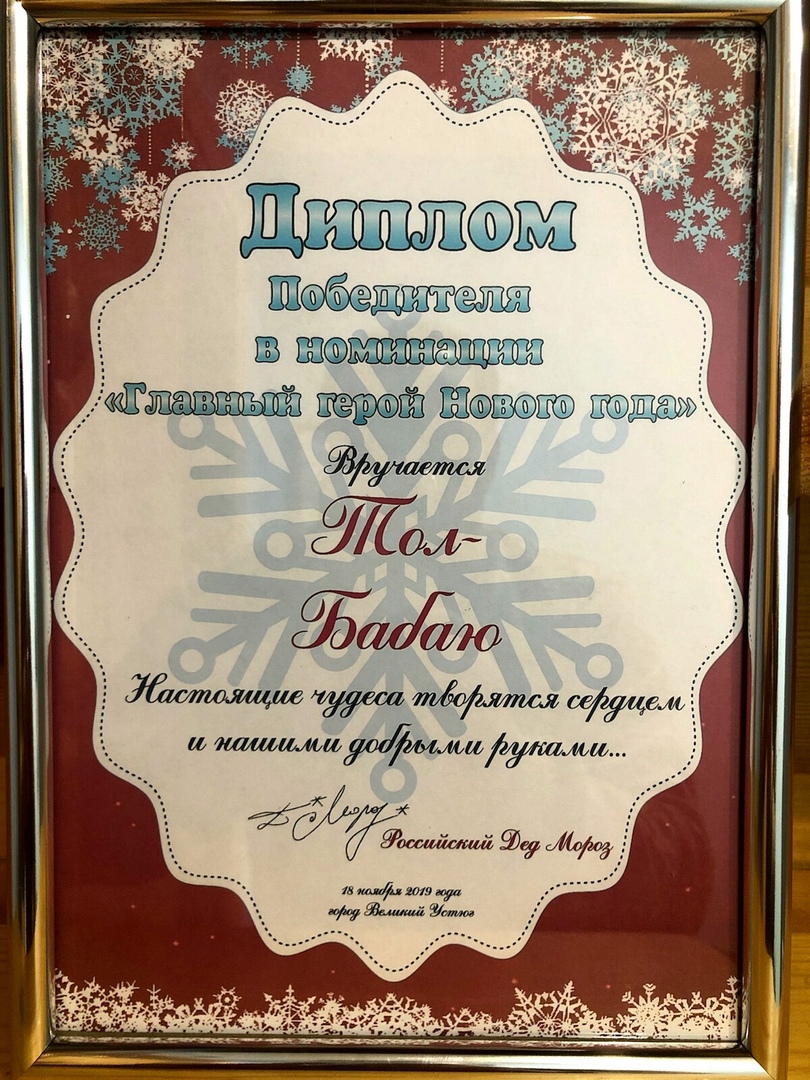 Диплом
Победителя
в номинации
«Главный герой Нового года»
Вручается
Тол-
Бабаю
Настоящие чудеса творятся сердцем
и нашими добрыми руками...
Д*Мороз*
Российский Дед Мороз
18 ноября 2019 года
город Великий Устюг